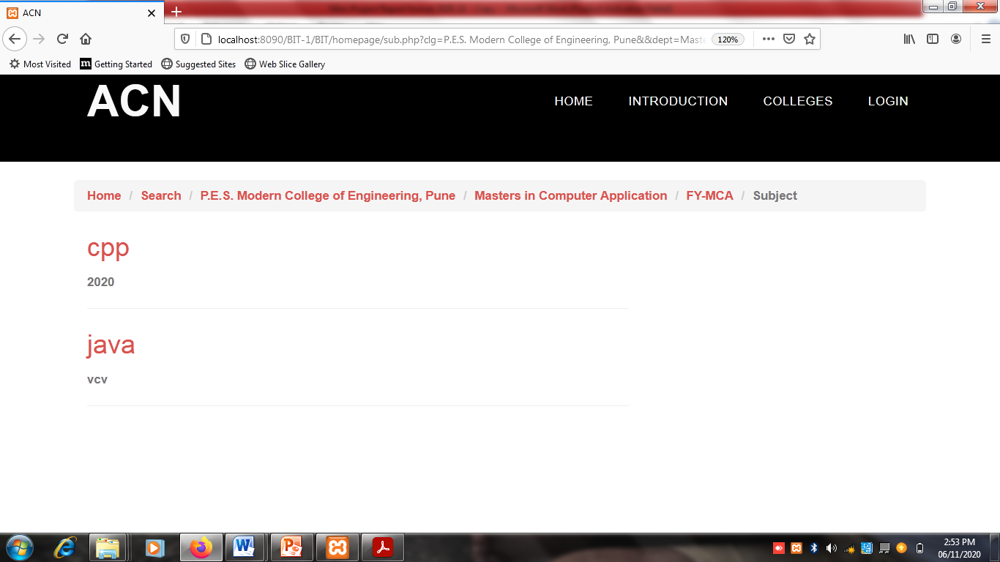 ACN
localhost:8090/BIT-1/BIT/homepage/sub.php?clg=P.E.S. Modern College of Engineering, Pune&&dept=Maste
120%
Most Visited
Getting Started
Suggested Sites
Web Slice Gallery
ACN
HOME
INTRODUCTION
COLLEGES
LOGIN
Home / Search / P.E.S. Modern College of Engineering, Pune / Masters in Computer Application / FY-MCA / Subject
cpp
2020
java
vcv
2:53 PM
06/11/2020